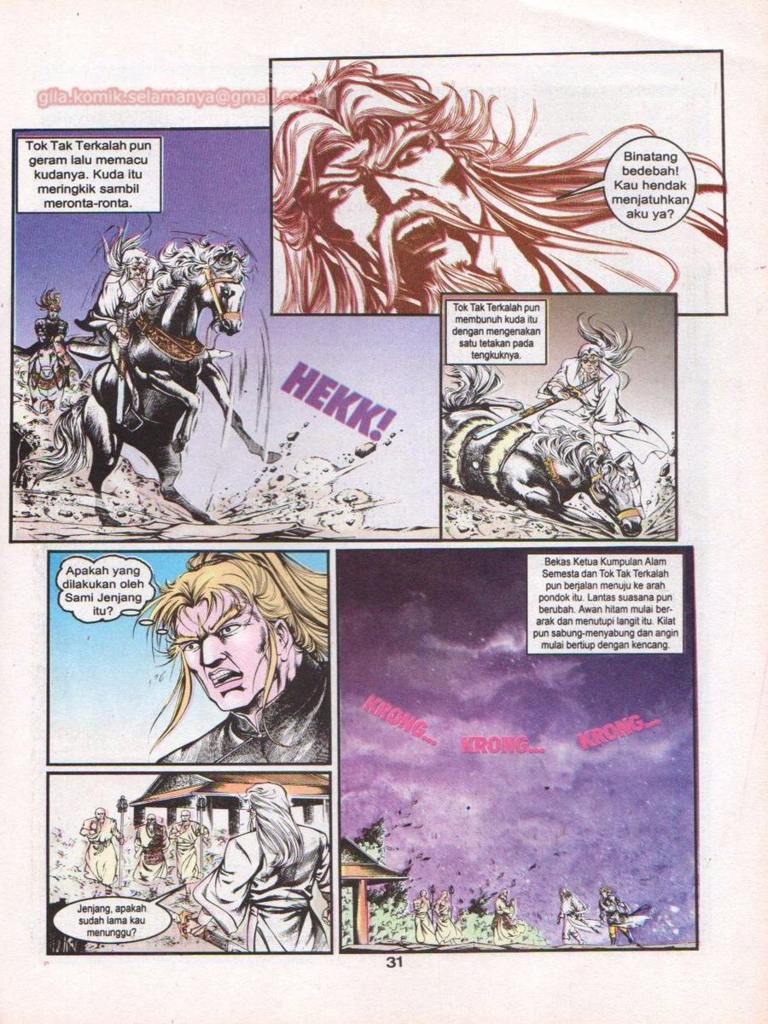 gila.komik.selamanya@gmail.com
Tok Tak Terkalah pun
geram lalu memacu
kudanya. Kuda itu
meringkik sambil
meronta-ronta.
Binatang
bedebah!
Kau hendak
menjatuhkan
aku ya?
HEKK!
Tok Tak Terkalah pun
membunuh kuda itu
dengan mengenakan
satu tetakan pada
tengkuknya.
Apakah yang
dilakukan oleh
Sami Jenjang
itu?
Jenjang, apakah
sudah lama kau
menunggu?
Bekas Ketua Kumpulan Alam
Semesta dan Tok Tak Terkalah
pun berjalan menuju ke arah
pondok itu. Lantas suasana pun
berubah. Awan hitam mulai ber-
arak dan menutupi langit itu. Kilat
pun sabung-menyabung dan angin
mulai bertiup dengan kencang.
KRONG...
KRONG...
KRONG...
31